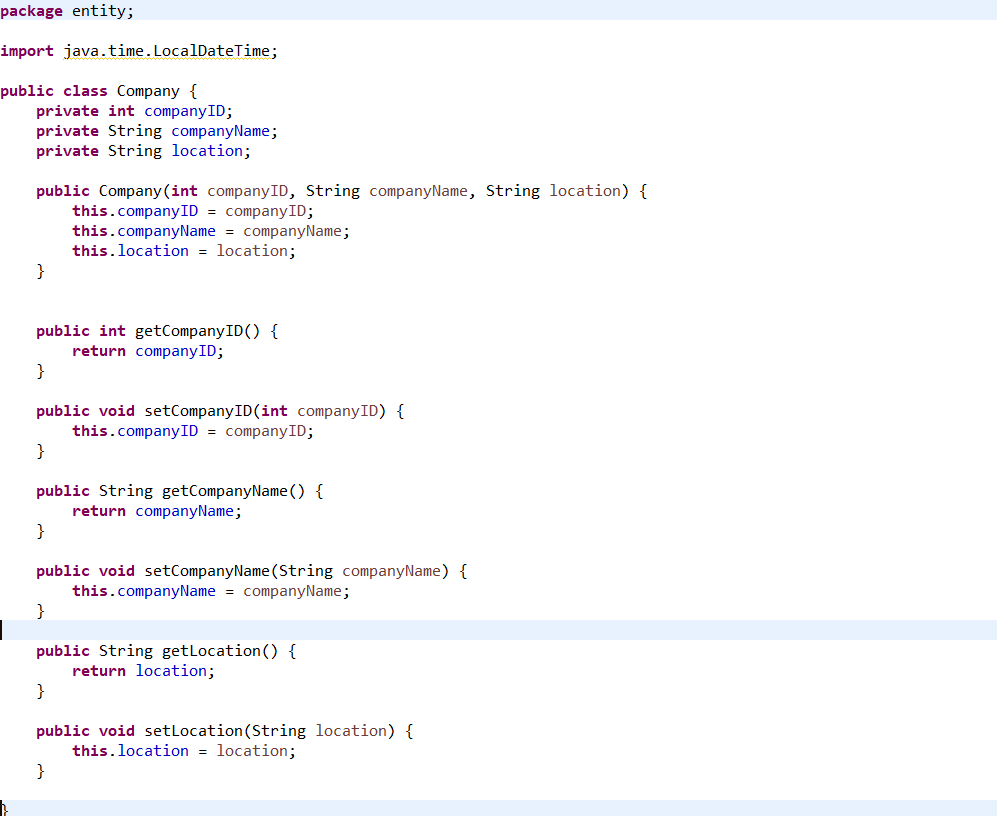 package entity;
import java.time.LocalDateTime;
public class Company {
    private int companyID;
    private String companyName;
    private String location;
    public Company(int companyID, String companyName, String location) {
        this.companyID = companyID;
        this.companyName = companyName;
        this.location = location;
    }
    public int getCompanyID() {
        return companyID;
    }
    public void setCompanyID(int companyID) {
        this.companyID = companyID;
    }
    public String getCompanyName() {
        return companyName;
    }
    public void setCompanyName(String companyName) {
        this.companyName = companyName;
    }
    public String getLocation() {
        return location;
    }
    public void setLocation(String location) {
        this.location = location;
    }
}